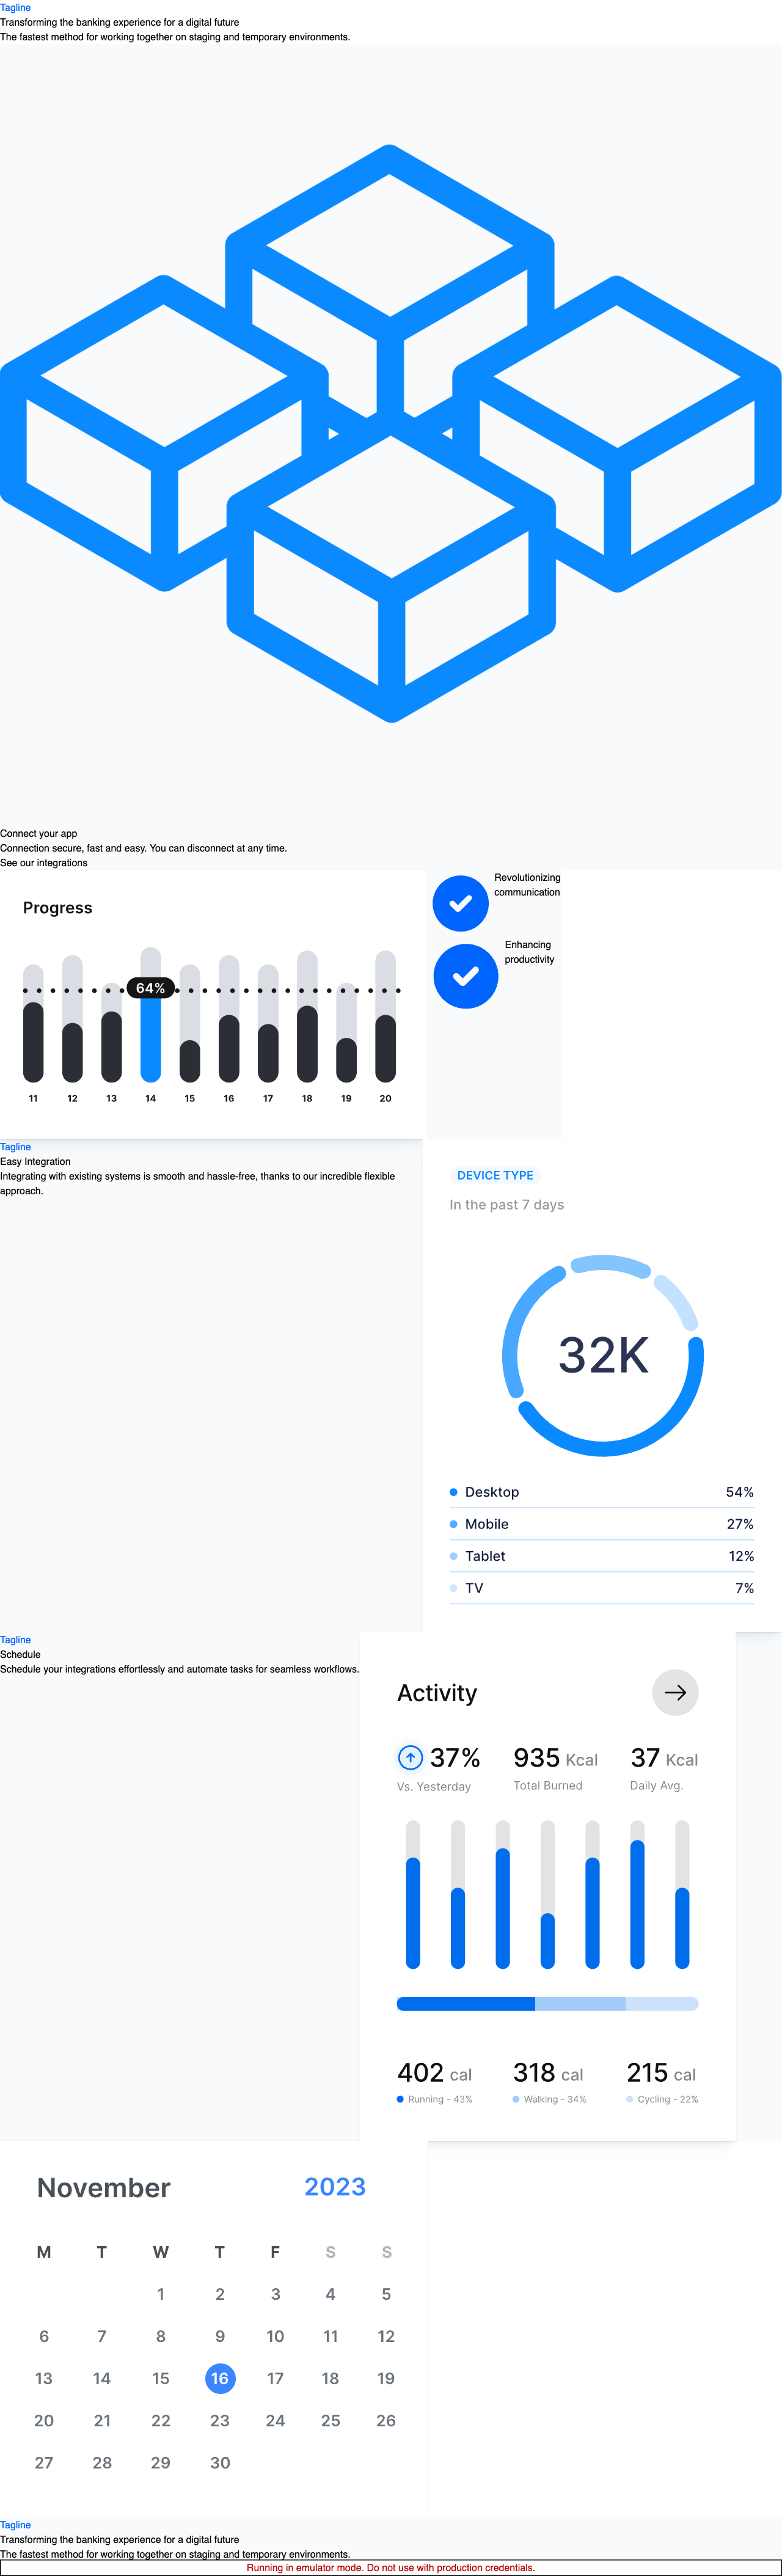 Tagline
Transforming the banking experience for a digital future
The fastest method for working together on staging and temporary environments.
Connect your app
Connection secure, fast and easy. You can disconnect at any time.
See our integrations
Progress
64%
11 12 13 14 15 16 17 18 19 20
Revolutionizing
communication
Enhancing
productivity
Tagline
Easy Integration
Integrating with existing systems is smooth and hassle-free, thanks to our incredible flexible
approach.
DEVICE TYPE
In the past 7 days
32K
Desktop 54%
Mobile 27%
Tablet 12%
TV 7%
Tagline
Schedule
Schedule your integrations effortlessly and automate tasks for seamless workflows.
Activity
37% 935 Kcal 37 Kcal
Vs. Yesterday Total Burned Daily Avg.
402 cal 318 cal 215 cal
Running - 43% Walking - 34% Cycling - 22%
November 2023
M T W T F S S
1 2 3 4 5
6 7 8 9 10 11 12
13 14 15 16 17 18 19
20 21 22 23 24 25 26
27 28 29 30
Tagline
Transforming the banking experience for a digital future
The fastest method for working together on staging and temporary environments.
Running in emulator mode. Do not use with production credentials.